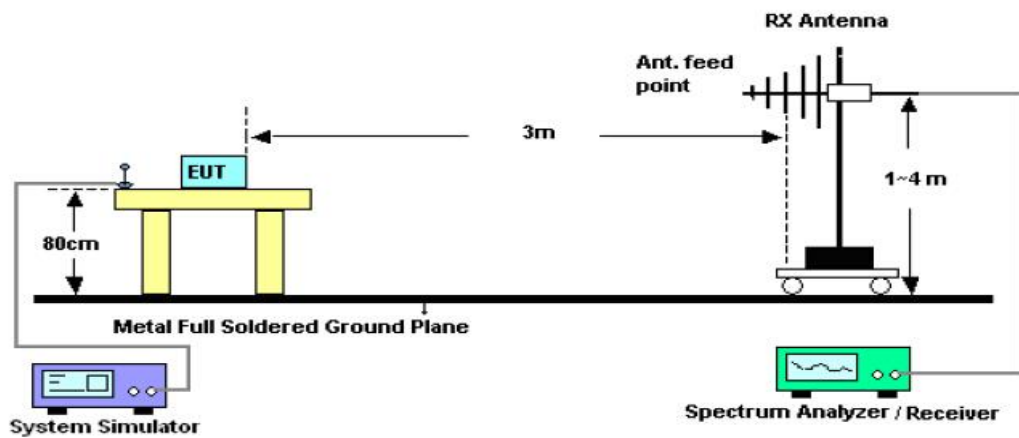 RX Antenna
Ant. feed
point
3m
EUT
1~4 m
80cm
Metal Full Soldered Ground Plane
System Simulator
Spectrum Analyzer / Receiver